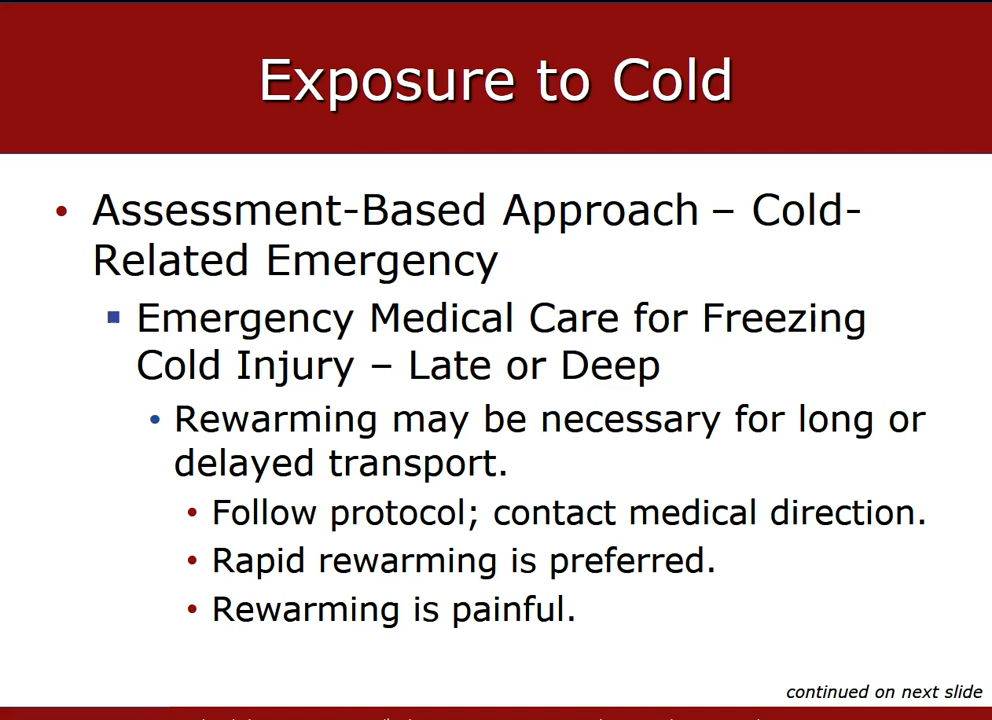 Exposure to Cold
• Assessment-Based Approach – Cold-
Related Emergency
▪ Emergency Medical Care for Freezing
Cold Injury – Late or Deep
• Rewarming may be necessary for long or
delayed transport.
• Follow protocol; contact medical direction.
• Rapid rewarming is preferred.
• Rewarming is painful.
continued on next slide